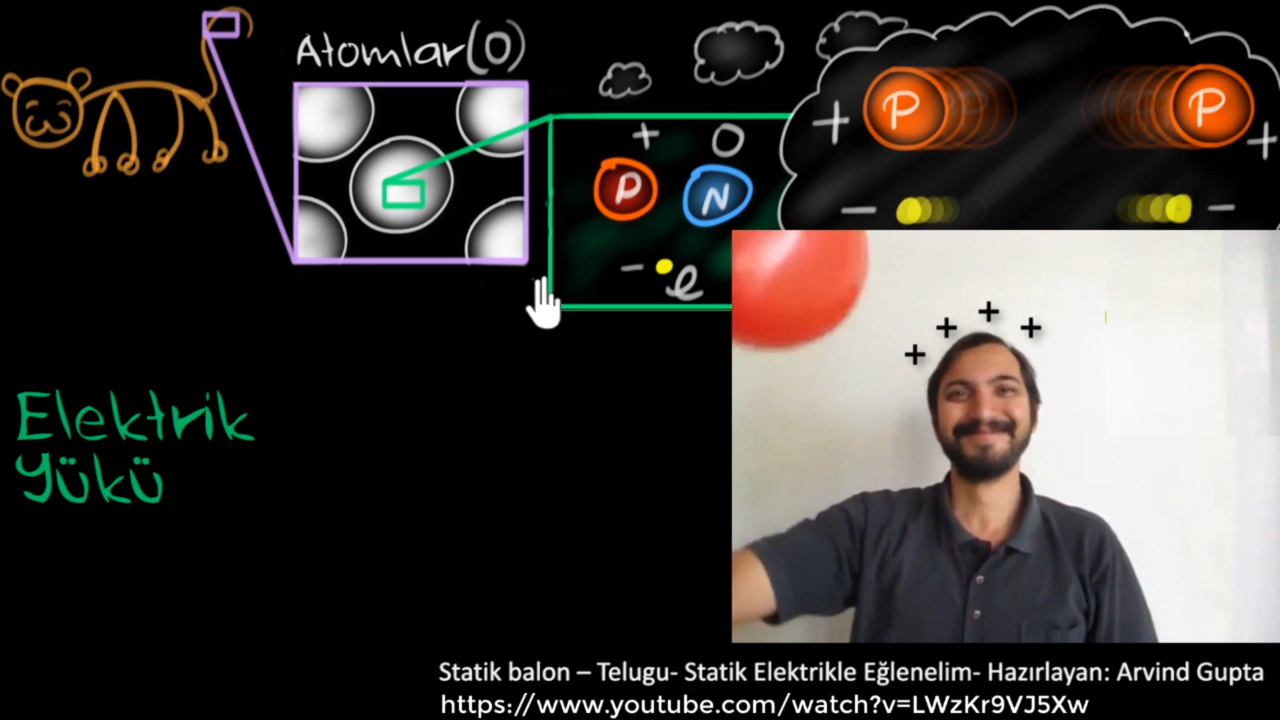 Atomlar(0)
+ 0
P N
- e
+ P P P +
- -
+ + + +
Elektrik
Yükü
Statik balon – Telugu- Statik Elektrikle Eğlenelim- Hazırlayan: Arvind Gupta
https://www.youtube.com/watch?v=LWzKr9VJ5Xw